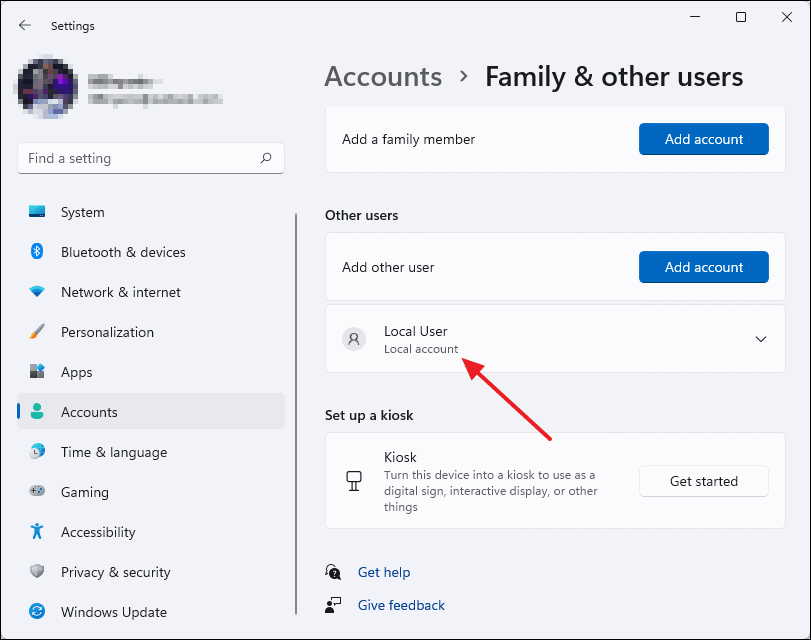 Settings
Find a setting
System
Bluetooth & devices
Network & internet
Personalization
Apps
Accounts
Time & language
Gaming
Accessibility
Privacy & security
Windows Update
Accounts > Family & other users
Add a family member
Add account
Other users
Add other user
Add account
Local User
Local account
Set up a kiosk
Kiosk
Turn this device into a kiosk to use as a
digital sign, interactive display, or other
things
Get started
Get help
Give feedback